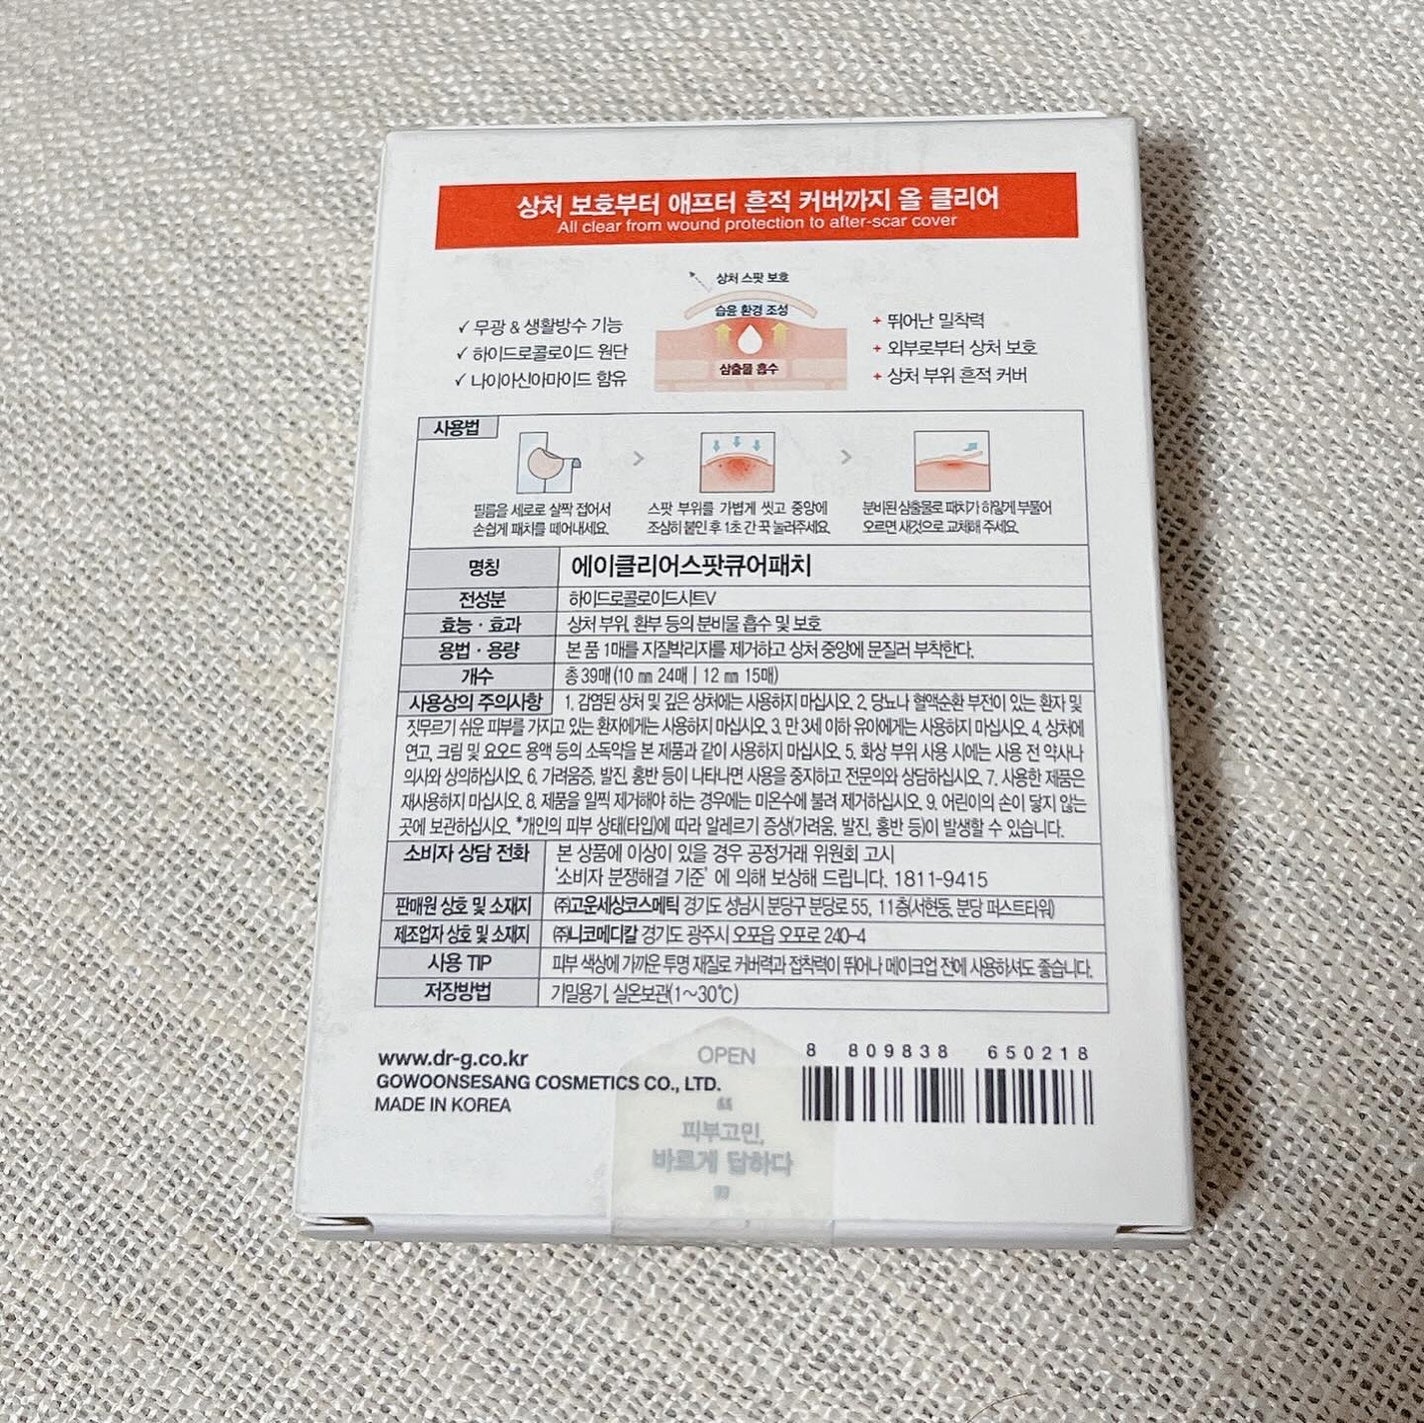 상처 보호부터 애프터 흔적 커버까지 올 클리어
All clear from wound protection to after-scar cover
상처 스팟 보호
습윤 환경 조성
삼출물 흡수
✓ 무광 & 생활방수 기능
✓ 하이드로콜로이드 원단
✓ 나이아신아마이드 함유
+ 뛰어난 밀착력
+ 외부로부터 상처 보호
+ 상처 부위 흔적 커버
사용법
필름을 세로로 살짝 접어서
손쉽게 패치를 떼어내세요.
스팟 부위를 가볍게 씻고 중앙에
조심히 붙인 후 1초 간 꾹 눌러주세요.
분비된 삼출물로 패치가 하얗게 부풀어
오르면 새것으로 교체해 주세요.
명칭 에이클리어스팟큐어패치
전성분 하이드로콜로이드시트V
효능 · 효과 상처 부위, 환부 등의 분비물 흡수 및 보호
용법 · 용량 본 품 1매를 지질박리지를 제거하고 상처 중앙에 문질러 부착한다.
개수 총 39매 (10 ㎜ 24매 | 12 ㎜ 15매)
사용상의 주의사항 1. 감염된 상처 및 깊은 상처에는 사용하지 마십시오. 2. 당뇨나 혈액순환 부전이 있는 환자 및
짓무르기 쉬운 피부를 가지고 있는 환자에게는 사용하지 마십시오. 3. 만 3세 이하 유아에게는 사용하지 마십시오. 4. 상처에
연고, 크림 및 요오드 용액 등의 소독약을 본 제품과 같이 사용하지 마십시오. 5. 화상 부위 사용 시에는 사용 전 약사나
의사와 상의하십시오. 6. 가려움증, 발진, 홍반 등이 나타나면 사용을 중지하고 전문의와 상담하십시오. 7. 사용한 제품은
재사용하지 마십시오. 8. 제품을 일찍 제거해야 하는 경우에는 미온수에 불려 제거하십시오. 9. 어린이의 손이 닿지 않는
곳에 보관하십시오. *개인의 피부 상태(타입)에 따라 알레르기 증상(가려움, 발진, 홍반 등)이 발생할 수 있습니다.
소비자 상담 전화 본 상품에 이상이 있을 경우 공정거래 위원회 고시
'소비자 분쟁해결 기준' 에 의해 보상해 드립니다. 1811-9415
판매원 상호 및 소재지 ㈜고운세상코스메틱 경기도 성남시 분당구 분당로 55, 11층(서현동, 분당 퍼스트타워)
제조업자 상호 및 소재지 ㈜니코메디칼 경기도 광주시 오포읍 오포로 240-4
사용 TIP 피부 색상에 가까운 투명 재질로 커버력과 접착력이 뛰어나 메이크업 전에 사용하셔도 좋습니다.
저장방법 기밀용기, 실온보관(1~30℃)
www.dr-g.co.kr
GOWOONSESANG COSMETICS CO., LTD.
MADE IN KOREA
OPEN
"
피부고민,
바르게 답하다
"
8 809838 650218